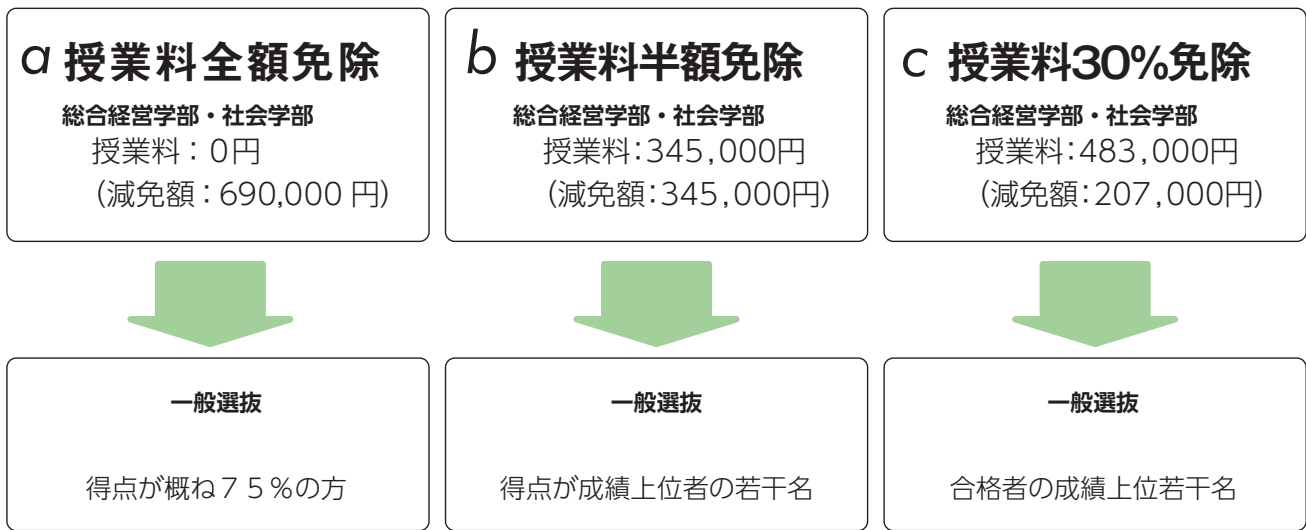 a 授業料全額免除
総合経営学部・社会学部
授業料：0円
（減免額：690,000 円）
b 授業料半額免除
総合経営学部・社会学部
授業料：345,000円
（減免額：345,000円）
c 授業料30%免除
総合経営学部・社会学部
授業料：483,000円
（減免額：207,000円）
一般選抜
得点が概ね７５％の方
一般選抜
得点が成績上位者の若干名
一般選抜
合格者の成績上位若干名